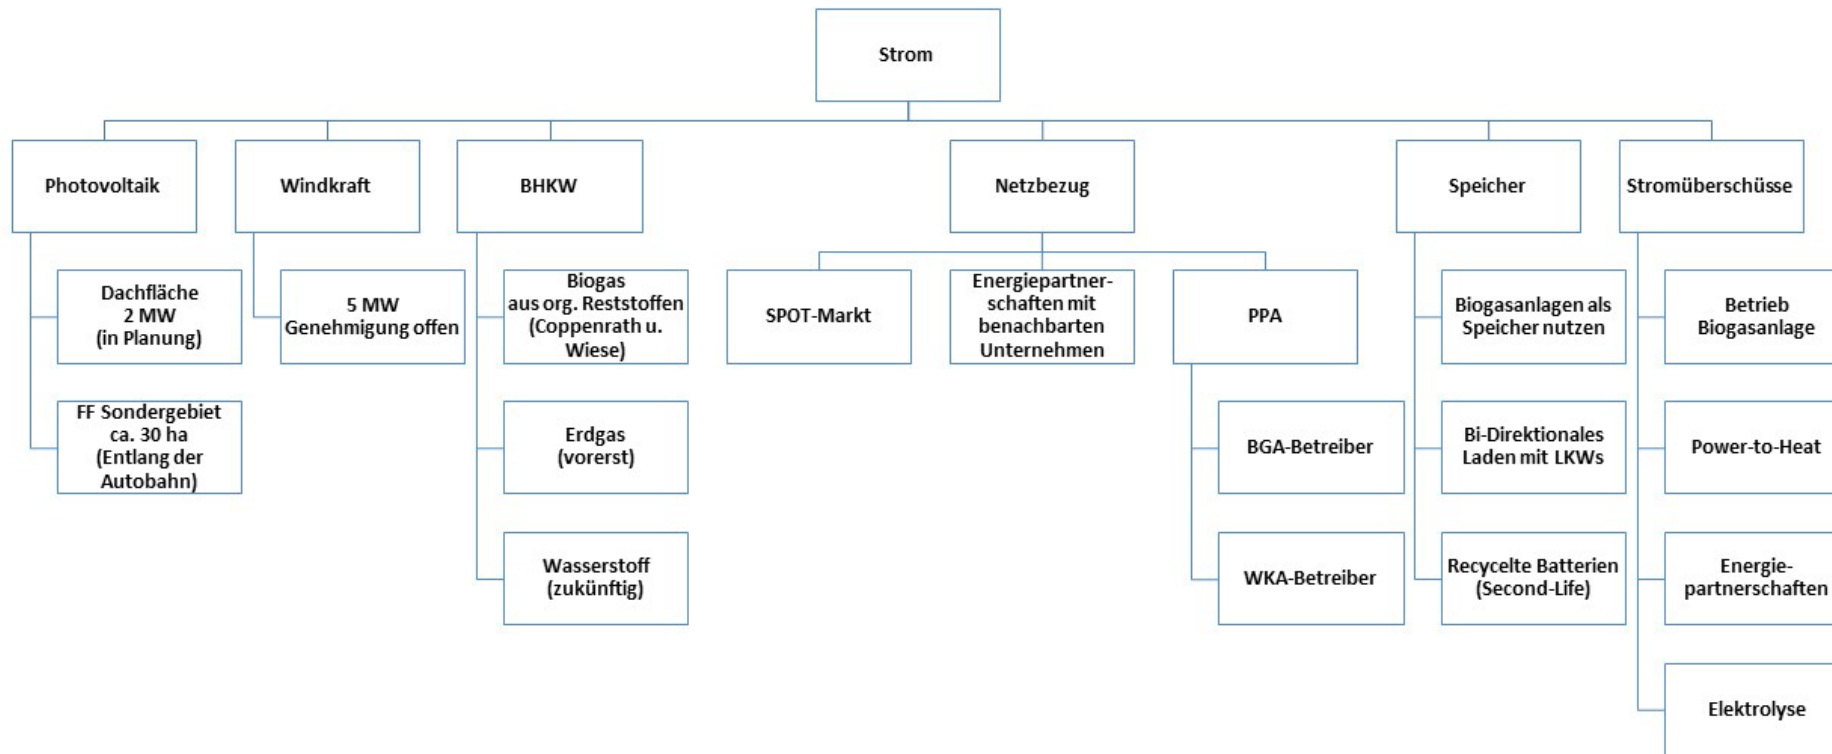 Strom
Photovoltaik
Windkraft
BHKW
Netzbezug
Speicher
Stromüberschüsse
Dachfläche
2 MW
(in Planung)
5 MW
Genehmigung offen
Biogas
aus org. Reststoffen
(Coppenrath u.
Wiese)
SPOT-Markt
Energiepartner-
schaften mit
benachbarten
Unternehmen
PPA
Biogasanlagen als
Speicher nutzen
Betrieb
Biogasanlage
FF Sondergebiet
ca. 30 ha
(Entlang der
Autobahn)
Erdgas
(vorerst)
BGA-Betreiber
Bi-Direktionales
Laden mit LKWs
Power-to-Heat
Wasserstoff
(zukünftig)
WKA-Betreiber
Recycelte Batterien
(Second-Life)
Energie-
partnerschaften
Elektrolyse